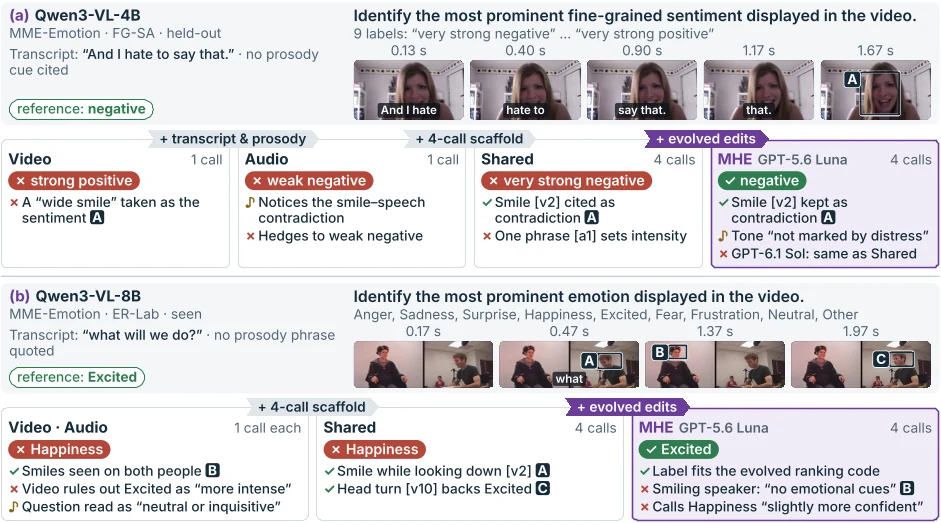 (a) Qwen3-VL-4B
MME-Emotion · FG-SA · held-out
Transcript: “And I hate to say that.” · no prosody
cue cited
reference: negative
Identify the most prominent fine-grained sentiment displayed in the video.
9 labels: “very strong negative” ... “very strong positive”
0.13 s 0.40 s 0.90 s 1.17 s 1.67 s
And I hate hate to say that. that. A
+ transcript & prosody + 4-call scaffold + evolved edits
Video 1 call
× strong positive
× A “wide smile” taken as the
sentiment A
Audio 1 call
× weak negative
♪ Notices the smile–speech
contradiction
× Hedges to weak negative
Shared 4 calls
× very strong negative
✓ Smile [v2] cited as
contradiction A
× One phrase [a1] sets intensity
MHE GPT-5.6 Luna 4 calls
✓ negative
✓ Smile [v2] kept as
contradiction A
♪ Tone “not marked by distress”
× GPT-6.1 Sol: same as Shared
(b) Qwen3-VL-8B
MME-Emotion · ER-Lab · seen
Transcript: “what will we do?” · no prosody phrase
quoted
reference: Excited
Identify the most prominent emotion displayed in the video.
Anger, Sadness, Surprise, Happiness, Excited, Fear, Frustration, Neutral, Other
0.17 s 0.47 s 1.37 s 1.97 s
what A B C
+ 4-call scaffold + evolved edits
Video · Audio 1 call each
× Happiness
✓ Smiles seen on both people B
× Video rules out Excited as “more intense”
♪ Question read as “neutral or inquisitive”
Shared 4 calls
× Happiness
✓ Smile while looking down [v2] A
✓ Head turn [v10] backs Excited C
MHE GPT-5.6 Luna 4 calls
✓ Excited
✓ Label fits the evolved ranking code
× Smiling speaker: “no emotional cues” B
× Calls Happiness “slightly more confident”